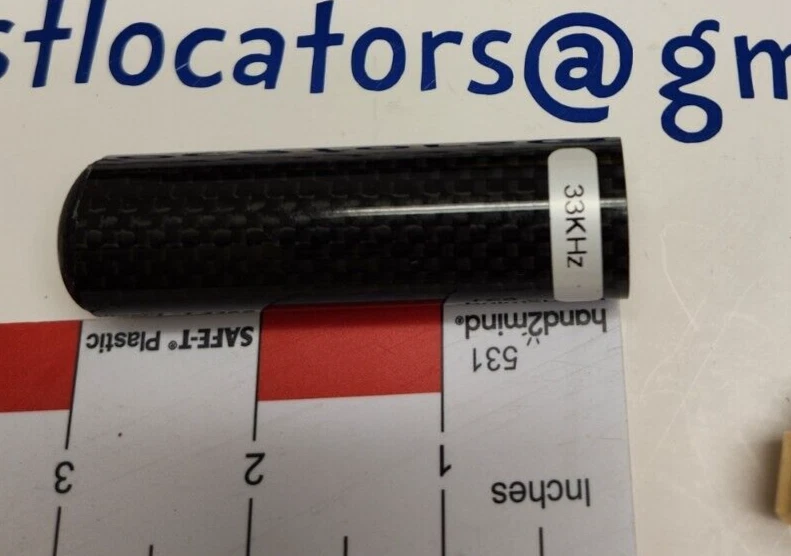 stlocators@gm
33KHz
hand2mind®
531
SAFE-T® Plastic
1
2
3
Inches